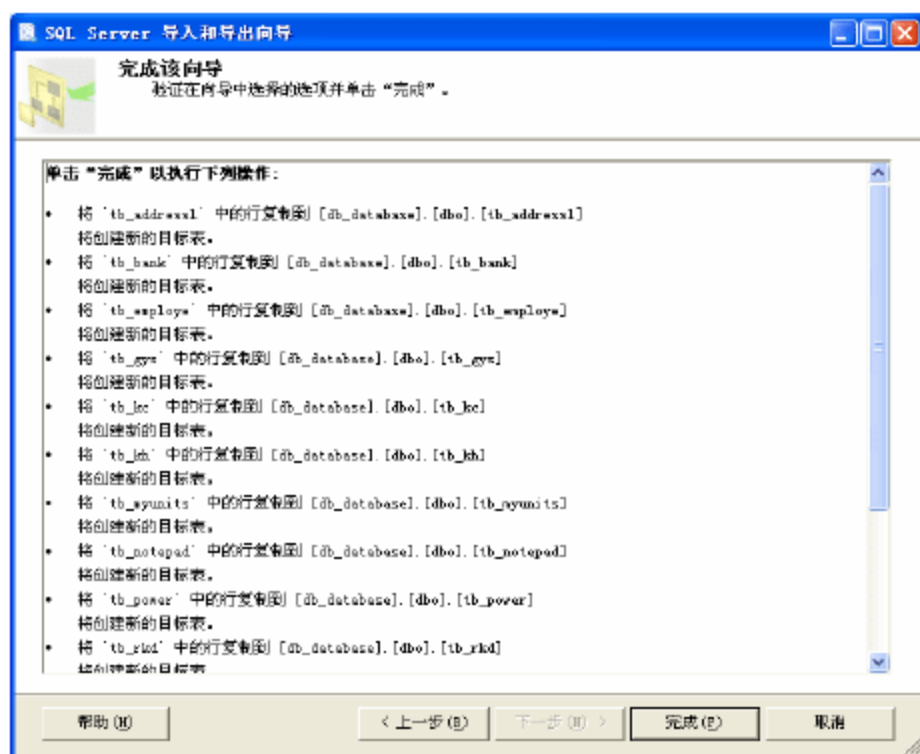 SQL Server 导入和导出向导
完成该向导
验证在向导中选择的选项并单击“完成”。
单击“完成”以执行下列操作:
• 将 `tb_address1` 中的行复制到 [db_database].[dbo].[tb_address1]
将创建新的目标表。
• 将 `tb_bank` 中的行复制到 [db_database].[dbo].[tb_bank]
将创建新的目标表。
• 将 `tb_employe` 中的行复制到 [db_database].[dbo].[tb_employe]
将创建新的目标表。
• 将 `tb_gys` 中的行复制到 [db_database].[dbo].[tb_gys]
将创建新的目标表。
• 将 `tb_kc` 中的行复制到 [db_database].[dbo].[tb_kc]
将创建新的目标表。
• 将 `tb_kh` 中的行复制到 [db_database].[dbo].[tb_kh]
将创建新的目标表。
• 将 `tb_myunits` 中的行复制到 [db_database].[dbo].[tb_myunits]
将创建新的目标表。
• 将 `tb_notepad` 中的行复制到 [db_database].[dbo].[tb_notepad]
将创建新的目标表。
• 将 `tb_power` 中的行复制到 [db_database].[dbo].[tb_power]
将创建新的目标表。
• 将 `tb_rkd` 中的行复制到 [db_database].[dbo].[tb_rkd]
将创建新的目标表
帮助(H) < 上一步(B) 下一步(N) > 完成(F) 取消